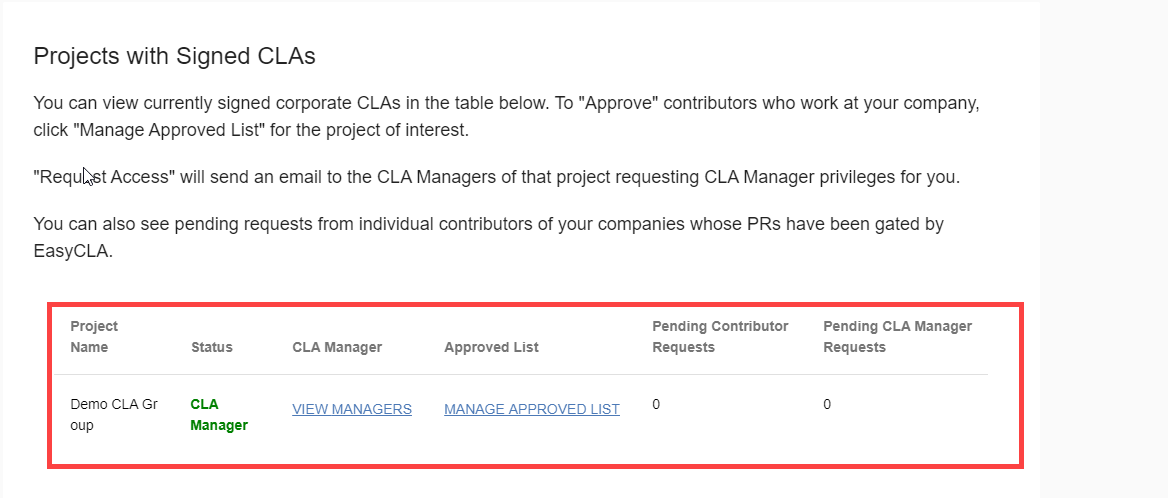 Projects with Signed CLAs
You can view currently signed corporate CLAs in the table below. To "Approve" contributors who work at your company,
click "Manage Approved List" for the project of interest.
"Request Access" will send an email to the CLA Managers of that project requesting CLA Manager privileges for you.
You can also see pending requests from individual contributors of your companies whose PRs have been gated by
EasyCLA.
Project Name Status CLA Manager Approved List Pending Contributor Requests Pending CLA Manager Requests
Demo CLA Gr
oup CLA Manager VIEW MANAGERS MANAGE APPROVED LIST 0 0